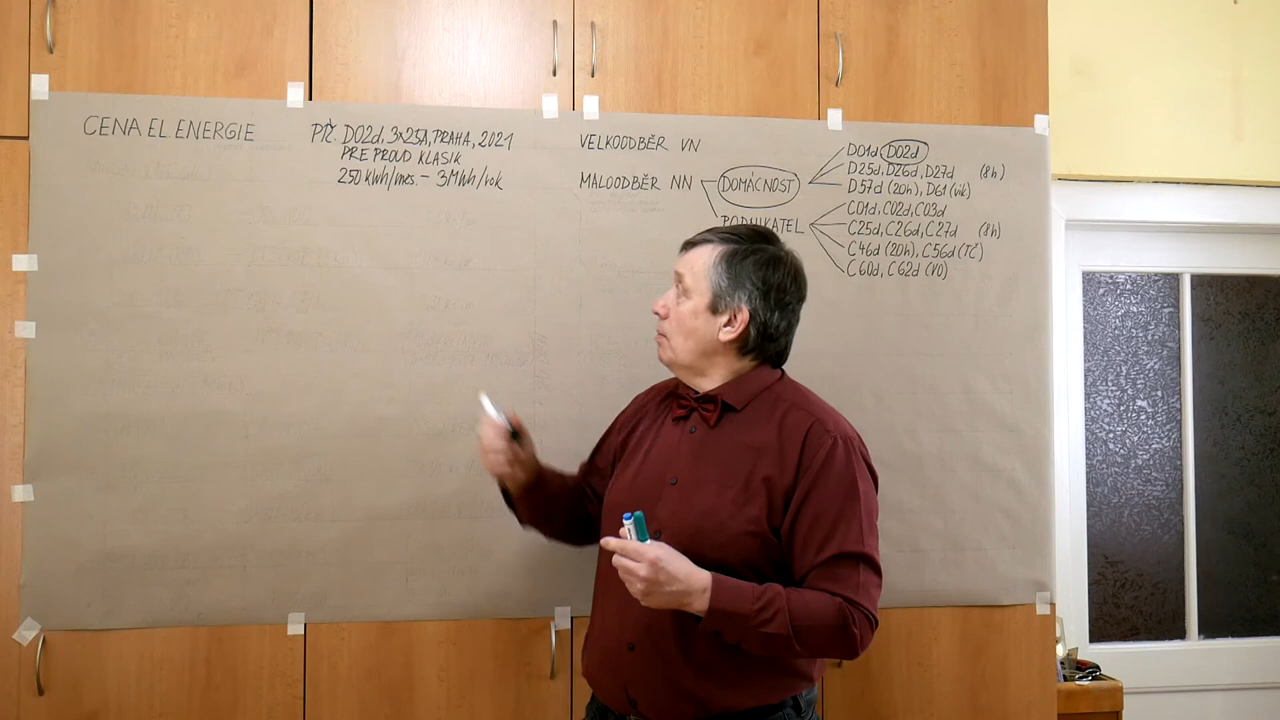 CENA EL. ENERGIE
PŘ: D02d, 3x25A, PRAHA, 2021
PRE PROUD KLASIK
250 kWh/měs. – 3MWh/rok
VELKOODBĚR VN
MALOODBĚR NN
DOMÁCNOST
D01d, D02d
D25d, D26d, D27d (8h)
D57d (20h), D61 (vík)
PODNIKATEL
C01d, C02d, C03d
C25d, C26d, C27d (8h)
C46d (20h), C56d (TČ)
C60d, C62d (VO)